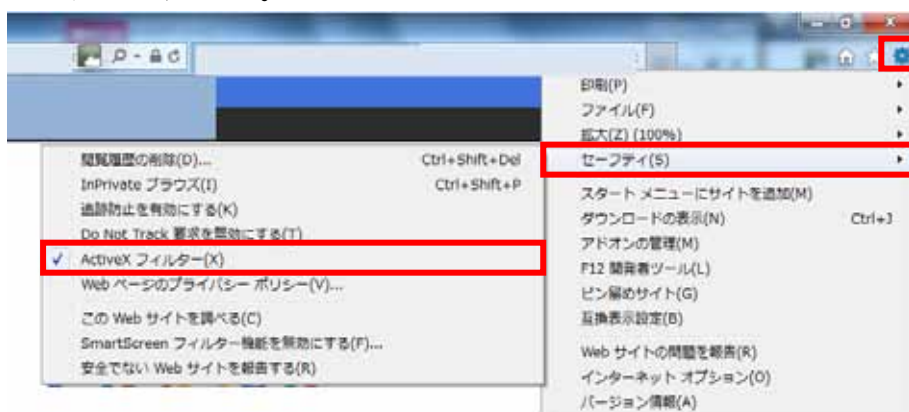 印刷(P)
ファイル(F)
拡大(Z) (100%)
セーフティ(S)
スタート メニューにサイトを追加(M)
ダウンロードの表示(N) Ctrl+J
アドオンの管理(M)
F12 開発者ツール(L)
ピン留めサイト(G)
互換表示設定(B)
Web サイトの問題を報告(R)
インターネット オプション(O)
バージョン情報(A)
閲覧履歴の削除(D)... Ctrl+Shift+Del
InPrivate ブラウズ(I) Ctrl+Shift+P
追跡防止を有効にする(K)
Do Not Track 要求を無効にする(T)
ActiveX フィルター(X)
Web ページのプライバシー ポリシー(V)...
この Web サイトを調べる(C)
SmartScreen フィルター機能を無効にする(F)...
安全でない Web サイトを報告する(R)